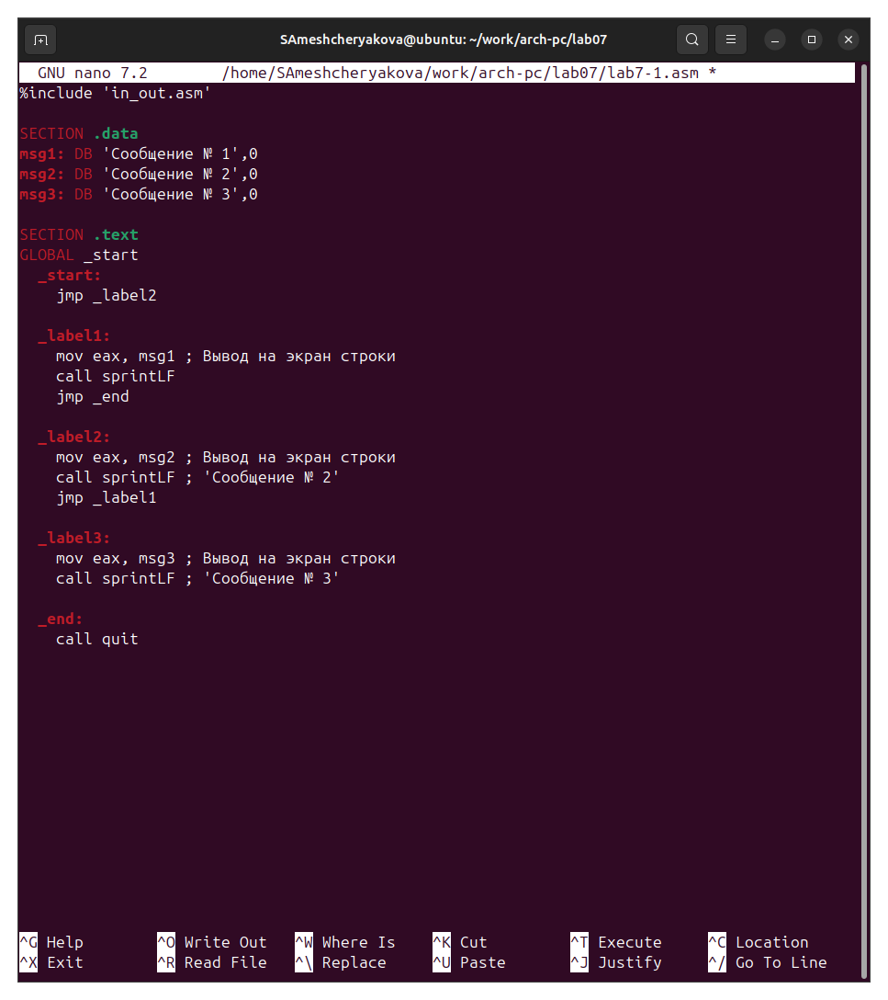 SAmeshcheryakova@ubuntu: ~/work/arch-pc/lab07
GNU nano 7.2 /home/SAmeshcheryakova/work/arch-pc/lab07/lab7-1.asm *
%include 'in_out.asm'
SECTION .data
msg1: DB 'Сообщение № 1',0
msg2: DB 'Сообщение № 2',0
msg3: DB 'Сообщение № 3',0
SECTION .text
GLOBAL _start
_start:
jmp _label2
_label1:
mov eax, msg1 ; Вывод на экран строки
call sprintLF
jmp _end
_label2:
mov eax, msg2 ; Вывод на экран строки
call sprintLF ; 'Сообщение № 2'
jmp _label1
_label3:
mov eax, msg3 ; Вывод на экран строки
call sprintLF ; 'Сообщение № 3'
_end:
call quit
^G Help ^O Write Out ^W Where Is ^K Cut ^T Execute ^C Location
^X Exit ^R Read File ^\ Replace ^U Paste ^J Justify ^/ Go To Line